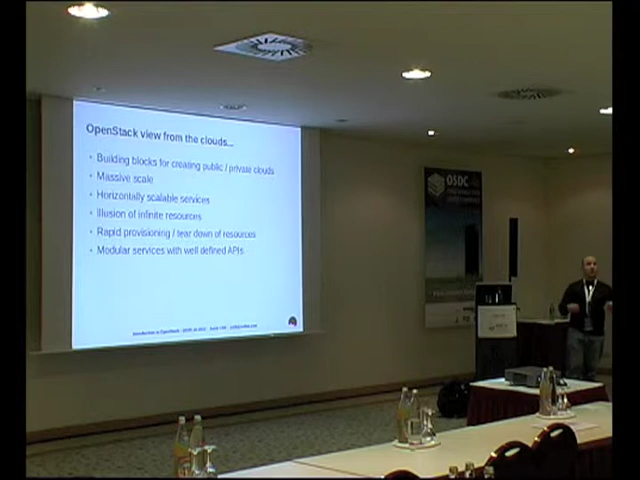 OpenStack view from the clouds...
• Building blocks for creating public / private clouds
• Massive scale
• Horizontally scalable services
• Illusion of infinite resources
• Rapid provisioning / tear down of resources
• Modular services with well defined APIs
OSDC